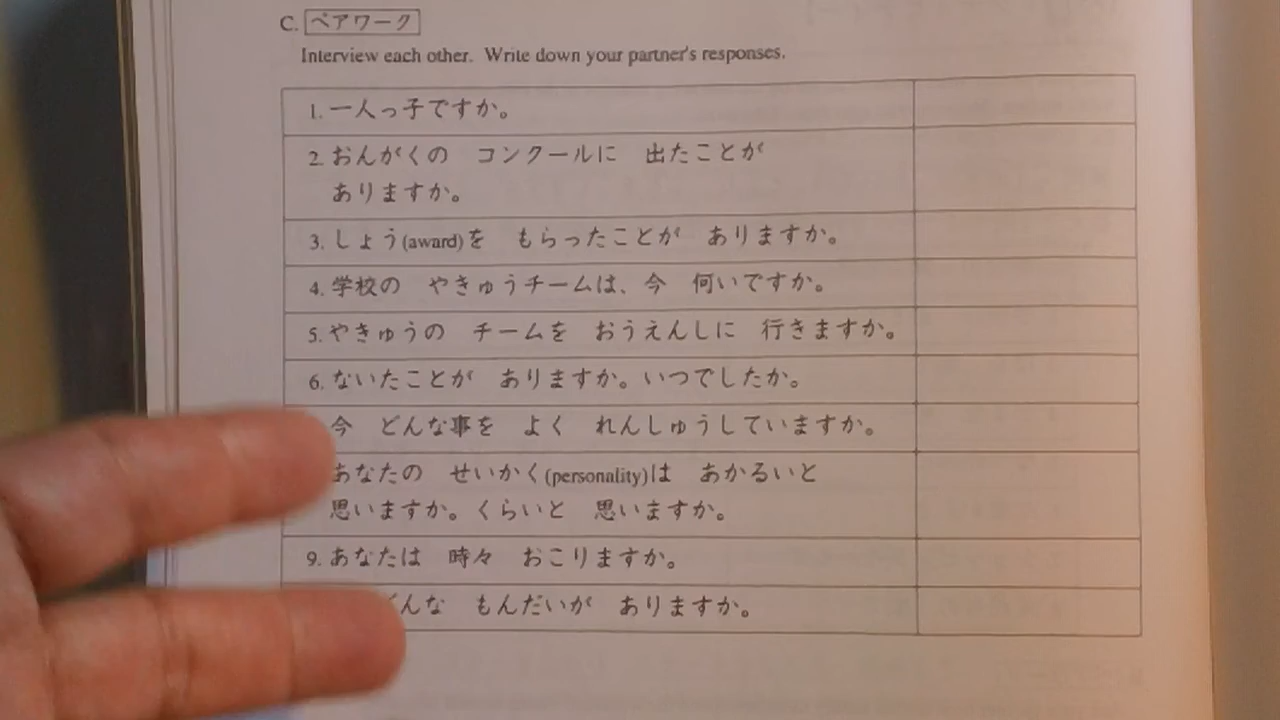 C. ペアワーク
Interview each other. Write down your partner's responses.
1. 一人っ子ですか。
2. おんがくの コンクールに 出たことが
ありますか。
3. しょう(award)を もらったことが ありますか。
4. 学校の やきゅうチームは、今 何いですか。
5. やきゅうの チームを おうえんしに 行きますか。
6. ないたことが ありますか。いつでしたか。
今 どんな事を よく れんしゅうしていますか。
あなたの せいかく(personality)は あかるいと
思いますか。くらいと 思いますか。
9. あなたは 時々 おこりますか。
んな もんだいが ありますか。